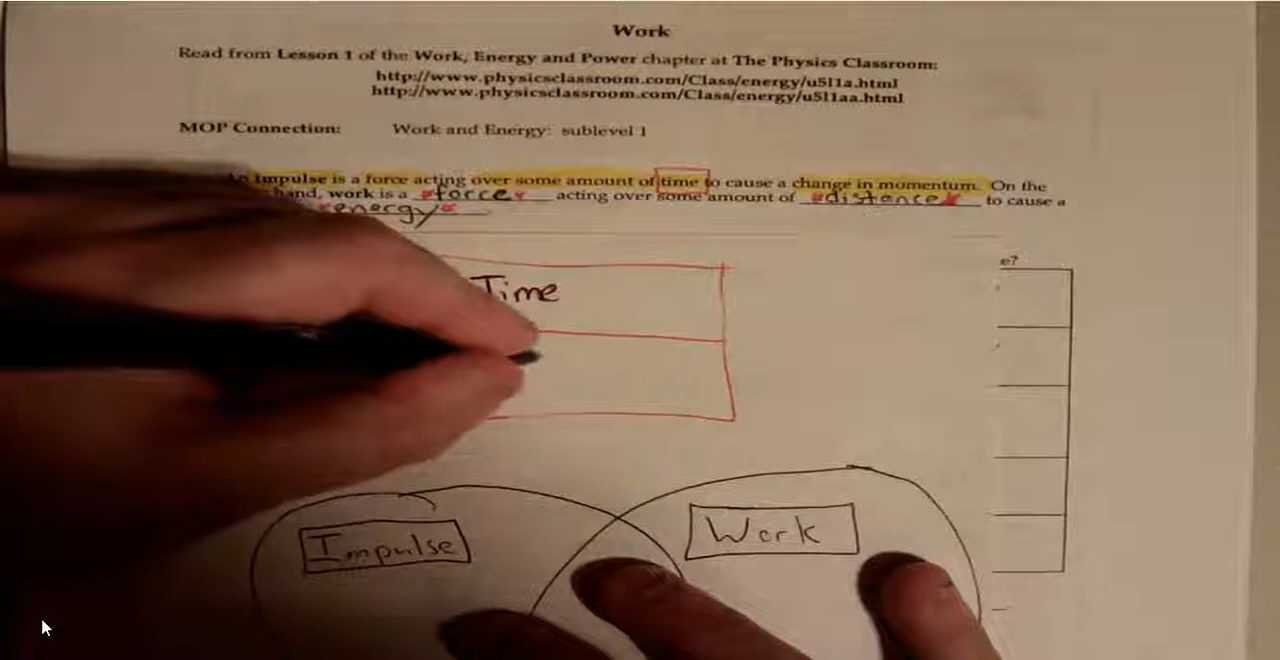 Work
Read from Lesson 1 of the Work, Energy and Power chapter at The Physics Classroom:
http://www.physicsclassroom.com/Class/energy/u5l1a.html
http://www.physicsclassroom.com/Class/energy/u5l1aa.html
MOP Connection: Work and Energy: sublevel 1
Impulse is a force acting over some amount of time to cause a change in momentum. On the
hand, work is a force acting over some amount of distance to cause a
energy
Time
Impulse
Work